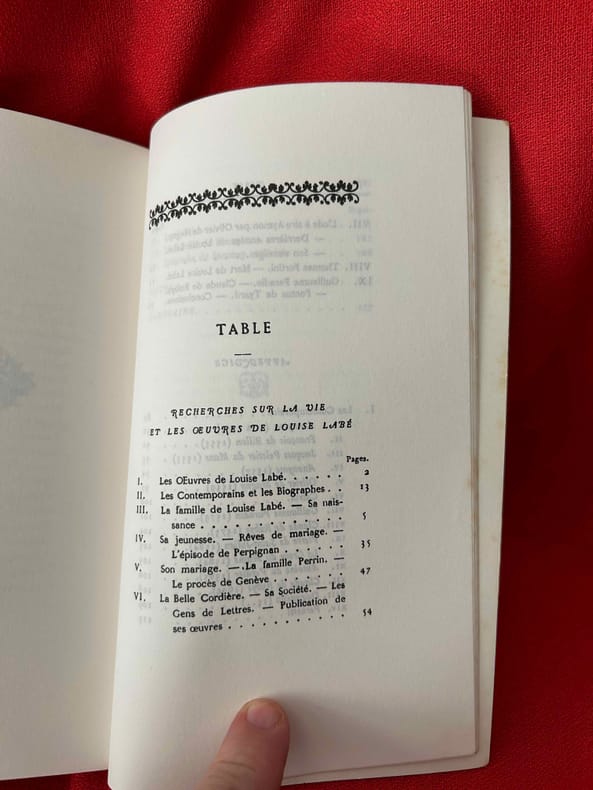 TABLE
RECHERCHES SUR LA VIE
ET LES ŒUVRES DE LOUISE LABÉ
Pages.
I. Les OEuvres de Louise Labé. . . . . . 2
II. Les Contemporains et les Biographes . . 13
III. La famille de Louise Labé. — Sa nais-
sance . . . . . . . . . . . 5
IV. Sa jeunesse. — Rêves de mariage. —
L'épisode de Perpignan . . . . . . 35
V. Son mariage. — La famille Perrin. —
Le procès de Genève . . . . . . . 47
VI. La Belle Cordière. — Sa Société. — Les
Gens de Lettres. — Publication de
ses œuvres . . . . . . . . . . 54